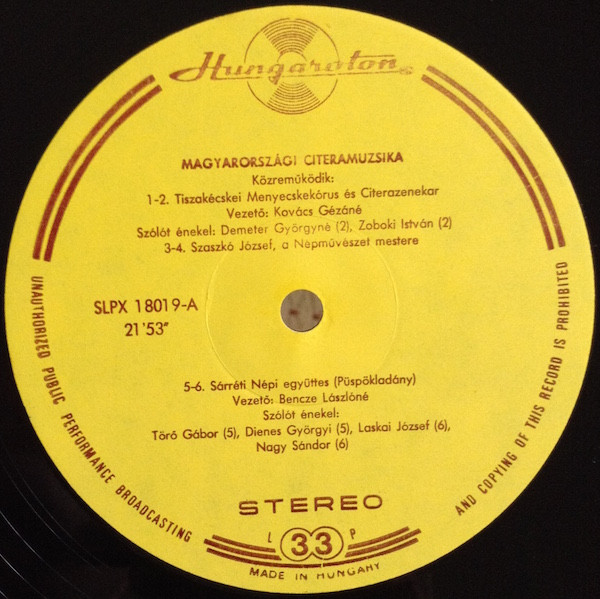 Hungaroton
MAGYARORSZÁGI CITERAMUZSIKA
Közreműködik:
1-2. Tiszakécskei Menyecskekórus és Citerazenekar
Vezető: Kovács Gézáné
Szólót énekel: Demeter Györgyné (2), Zoboki István (2)
3-4. Szaszkó József, a Népművészet mestere
SLPX 18019-A
21'53"
5-6. Sárréti Népi együttes (Püspökladány)
Vezető: Bencze Lászlóné
Szólót énekel:
Törő Gábor (5), Dienes Györgyi (5), Laskai József (6),
Nagy Sándor (6)
STEREO
L 33 P
MADE IN HUNGARY
UNAUTHORIZED PUBLIC PERFORMANCE BROADCASTING
AND COPYING OF THIS RECORD IS PROHIBITED